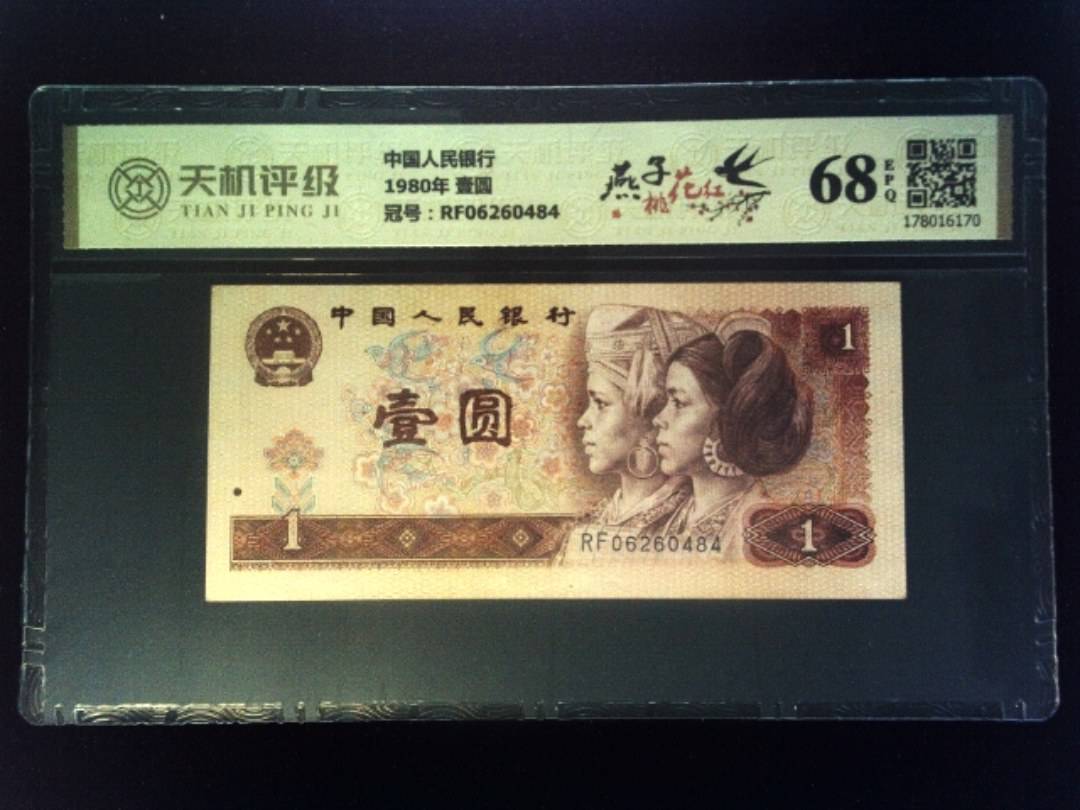 天机评级
TIAN JI PING JI
中国人民银行
1980年 壹圆
冠号：RF06260484
燕子
桃花红
68
EPQ
178016170
中国人民银行
1
壹圆
1
RF06260484
1